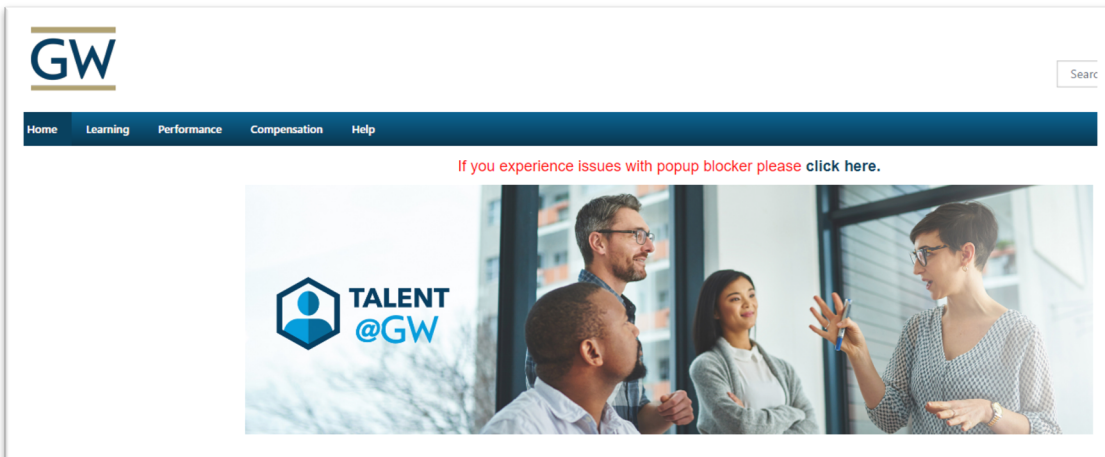 GW
Searc
Home Learning Performance Compensation Help
If you experience issues with popup blocker please click here.
TALENT
@GW